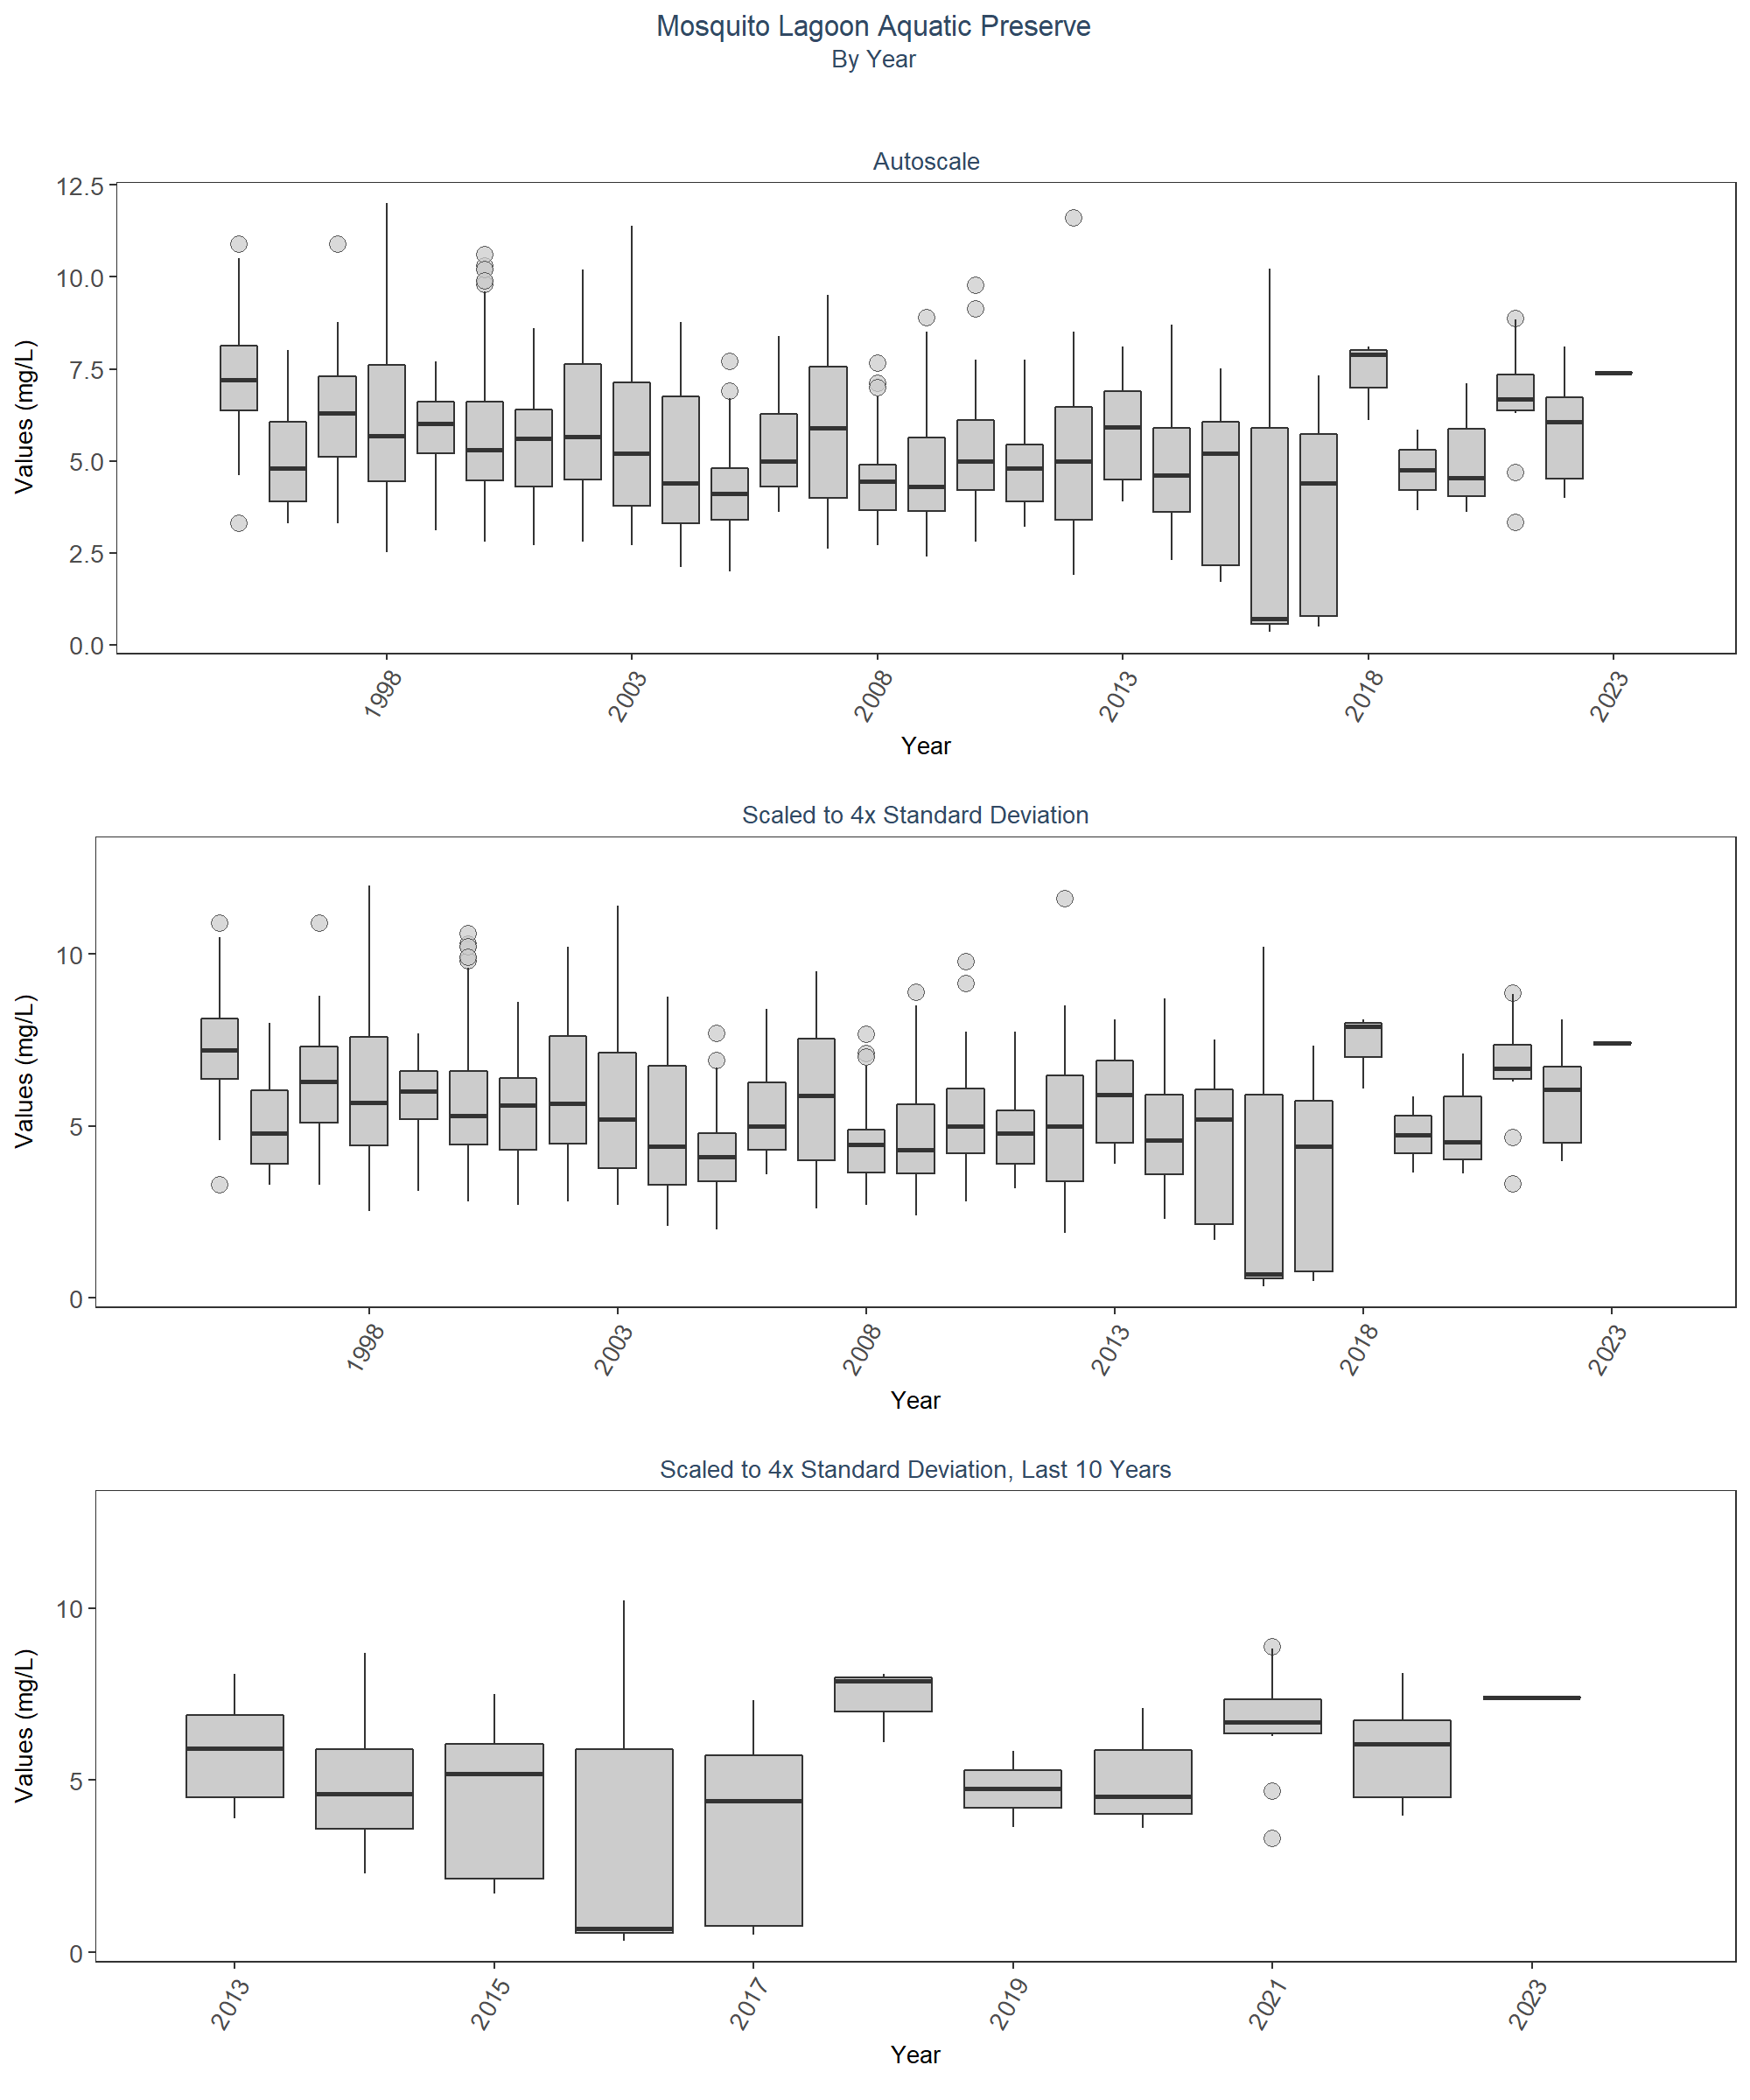 Mosquito Lagoon Aquatic Preserve
By Year
Autoscale
Values (mg/L)
12.5
10.0
7.5
5.0
2.5
0.0
1998 2003 2008 2013 2018 2023
Year
Scaled to 4x Standard Deviation
Values (mg/L)
10
5
0
1998 2003 2008 2013 2018 2023
Year
Scaled to 4x Standard Deviation, Last 10 Years
Values (mg/L)
10
5
0
2013 2015 2017 2019 2021 2023
Year